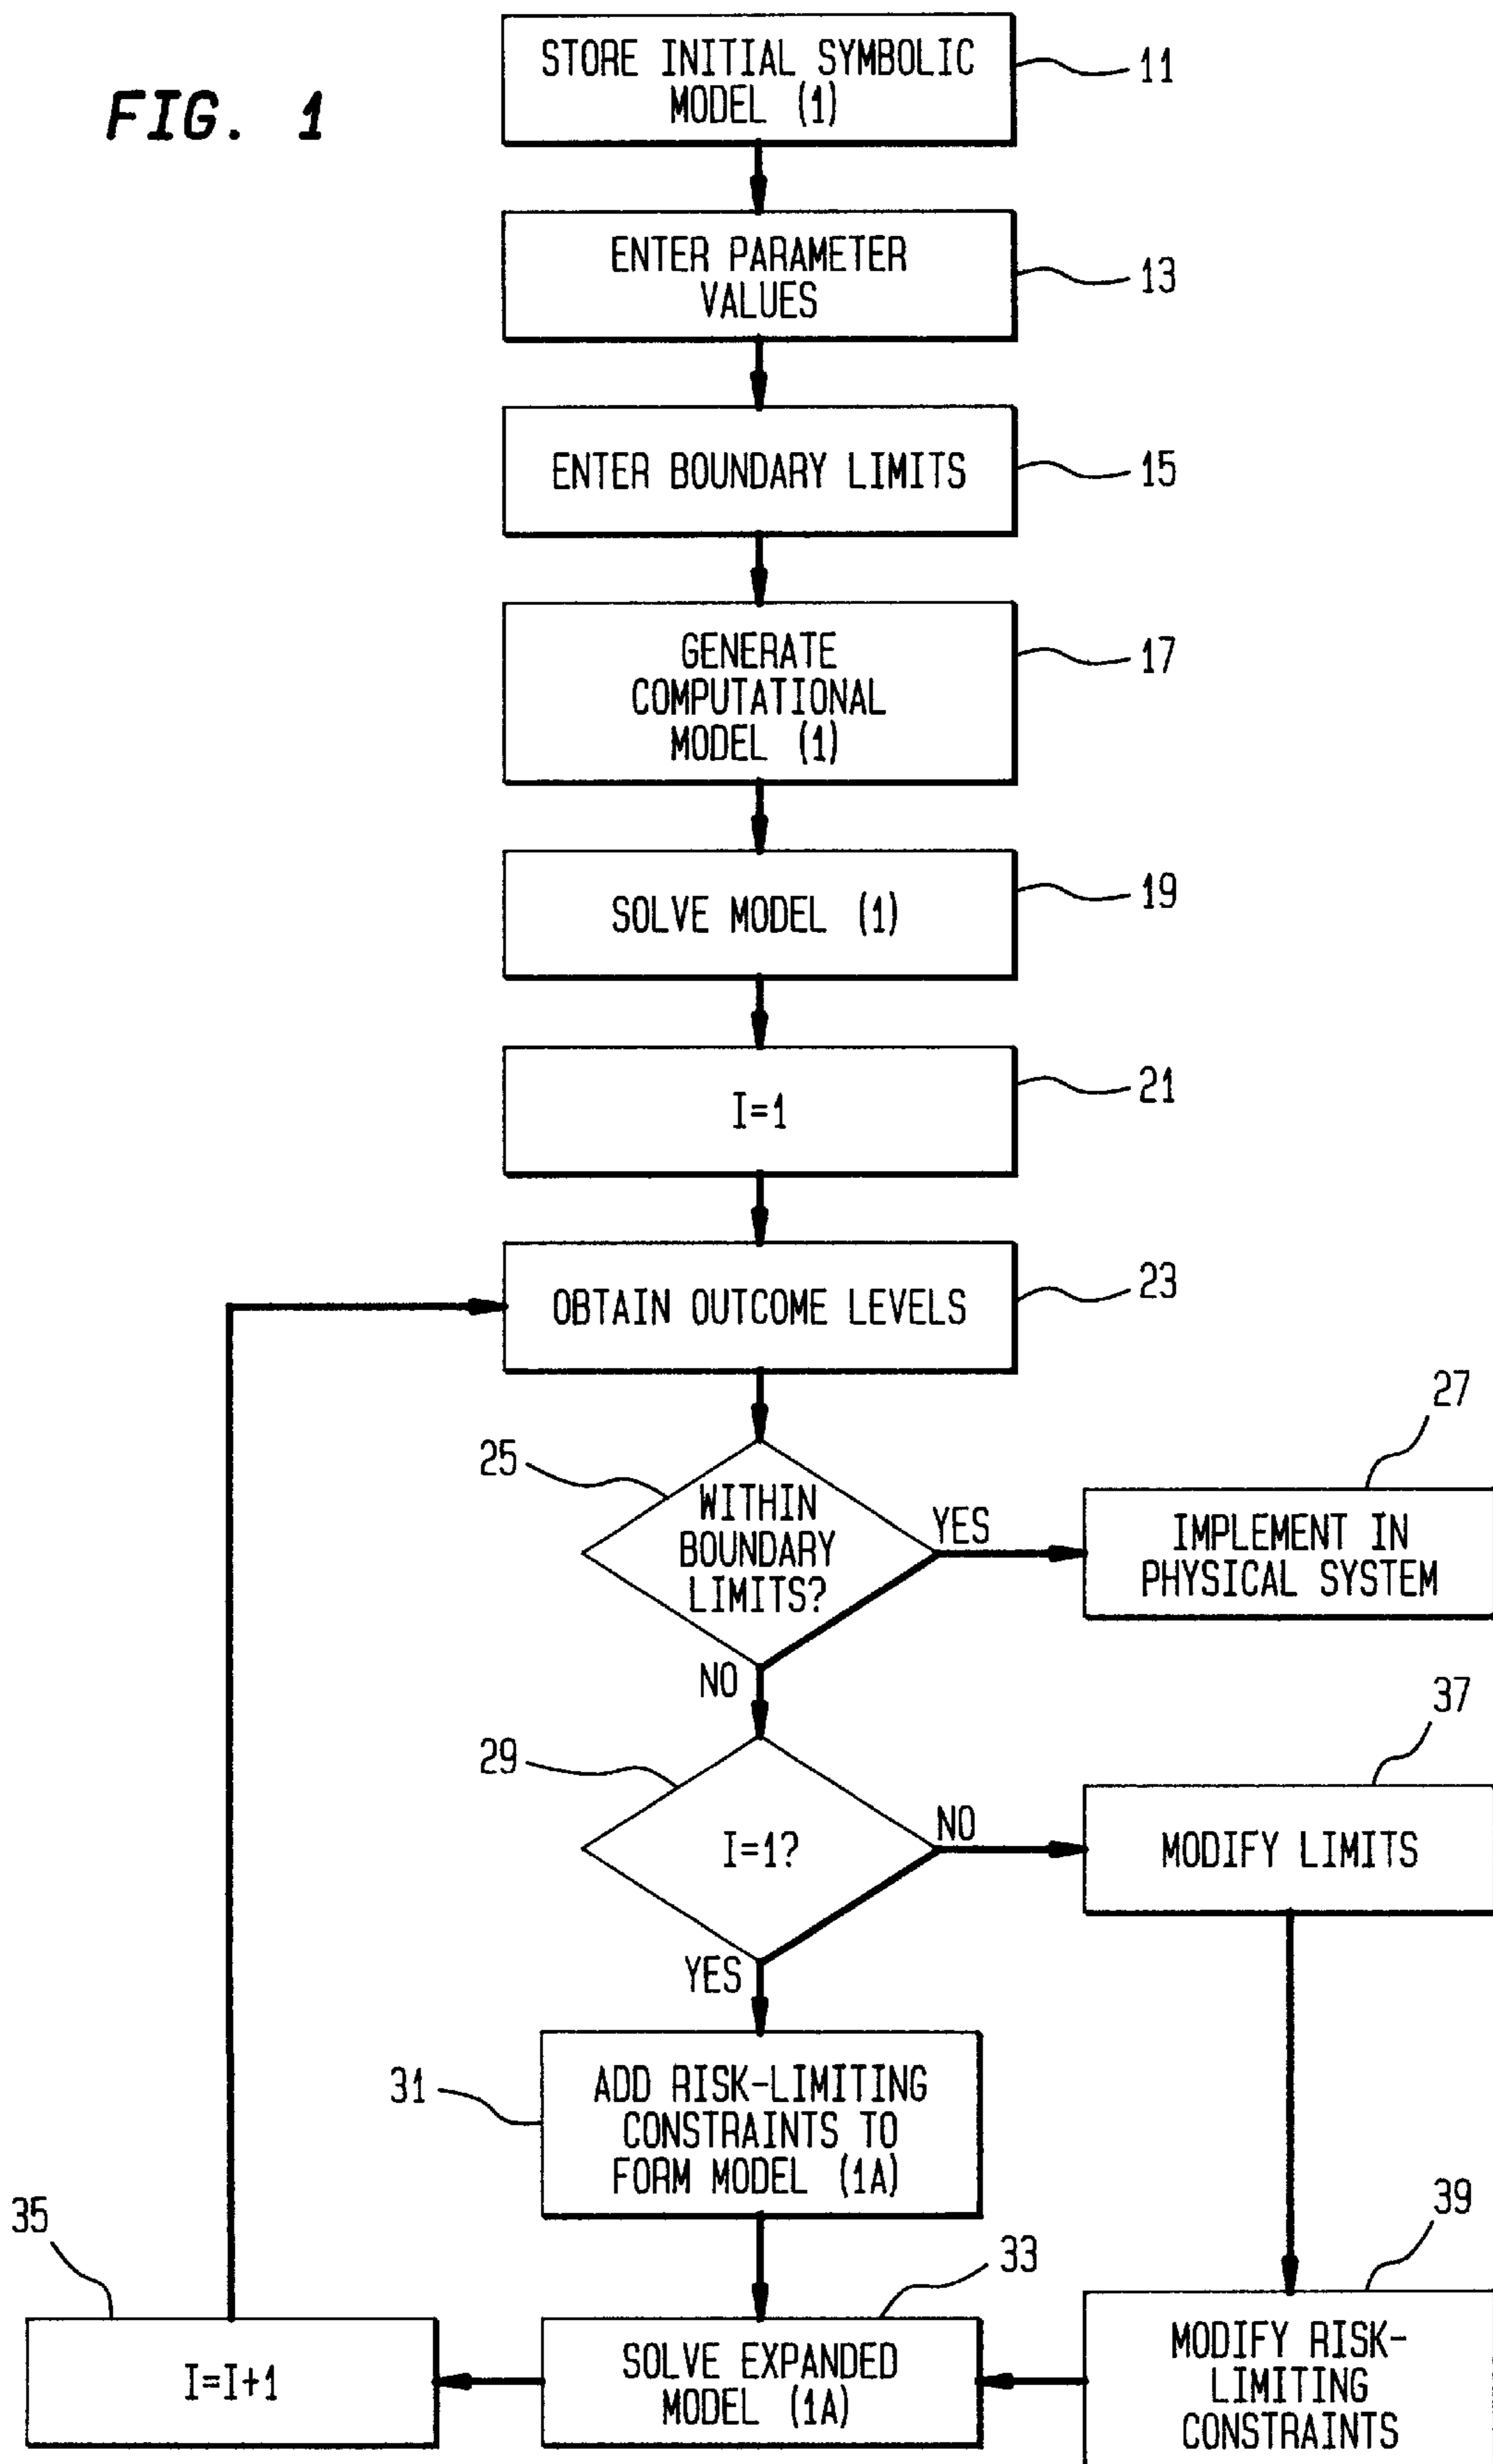 FIG. 1
STORE INITIAL SYMBOLIC
MODEL (1)
11
ENTER PARAMETER
VALUES
13
ENTER BOUNDARY LIMITS
15
GENERATE
COMPUTATIONAL
MODEL (1)
17
SOLVE MODEL (1)
19
I=1
21
OBTAIN OUTCOME LEVELS
23
25
WITHIN
BOUNDARY
LIMITS?
YES
NO
27
IMPLEMENT IN
PHYSICAL SYSTEM
29
I=1?
NO
YES
37
MODIFY LIMITS
31
ADD RISK-LIMITING
CONSTRAINTS TO
FORM MODEL (1A)
35
I=I+1
33
SOLVE EXPANDED
MODEL (1A)
39
MODIFY RISK-
LIMITING
CONSTRAINTS